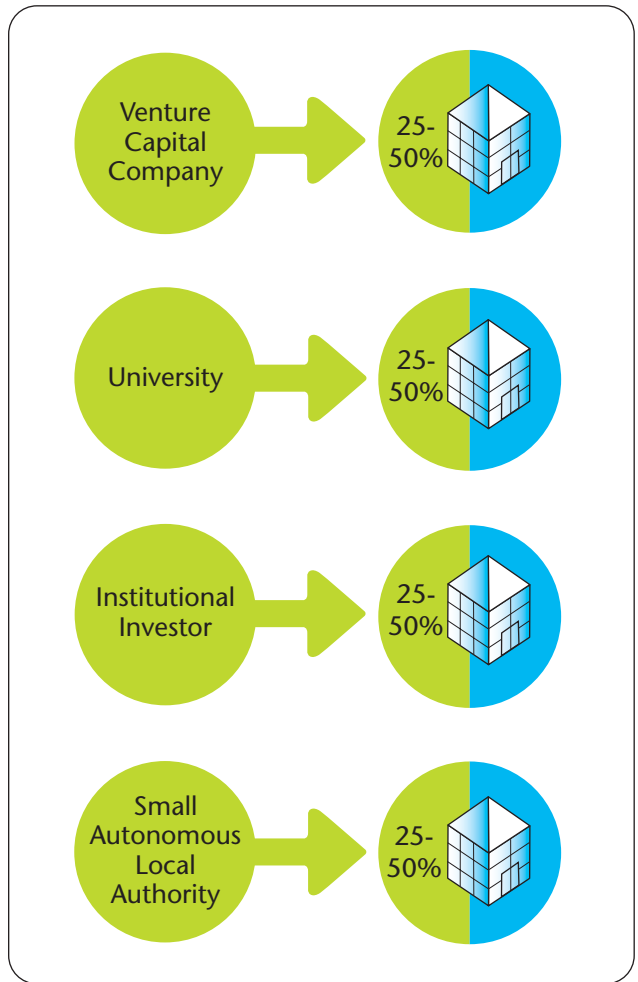 Venture
Capital
Company
25-
50%
University
25-
50%
Institutional
Investor
25-
50%
Small
Autonomous
Local
Authority
25-
50%